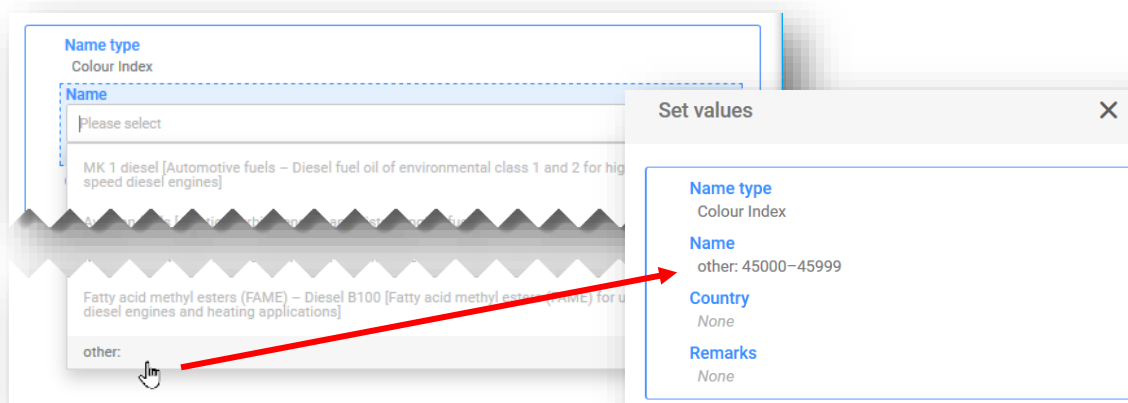 Name type
Colour Index
Name
Please select
MK 1 diesel [Automotive fuels – Diesel fuel oil of environmental class 1 and 2 for hig
speed diesel engines]
Fatty acid methyl esters (FAME) – Diesel B100 [Fatty acid methyl esters (FAME) for u
diesel engines and heating applications]
other:
Set values
Name type
Colour Index
Name
other: 45000–45999
Country
None
Remarks
None